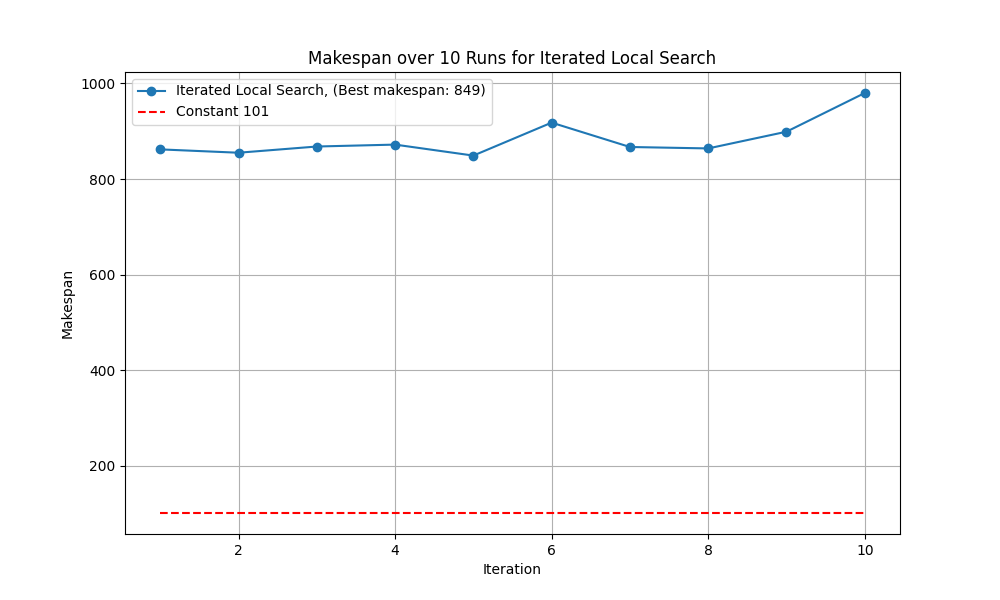 Makespan over 10 Runs for Iterated Local Search
Iterated Local Search, (Best makespan: 849)
Constant 101
1000
800
600
400
200
Makespan
2
4
6
8
10
Iteration